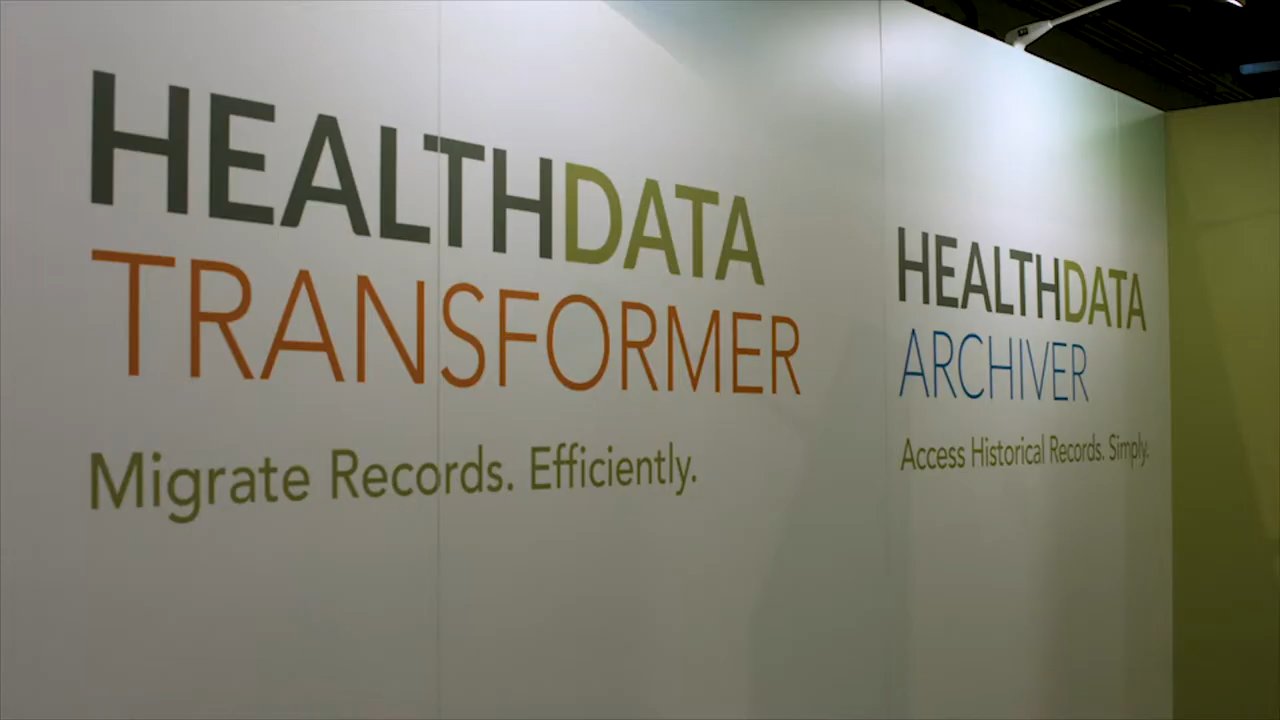 HEALTHDATA
TRANSFORMER
Migrate Records. Efficiently.
HEALTHDATA
ARCHIVER
Access Historical Records. Simply.